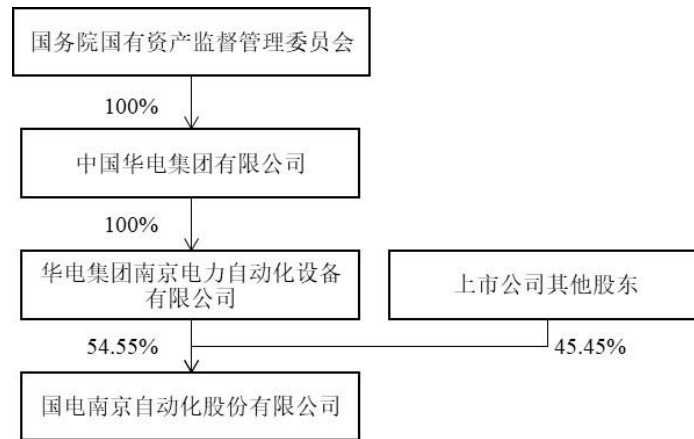 国务院国有资产监督管理委员会
100%
中国华电集团有限公司
100%
华电集团南京电力自动化设备
有限公司
上市公司其他股东
54.55%
45.45%
国电南京自动化股份有限公司